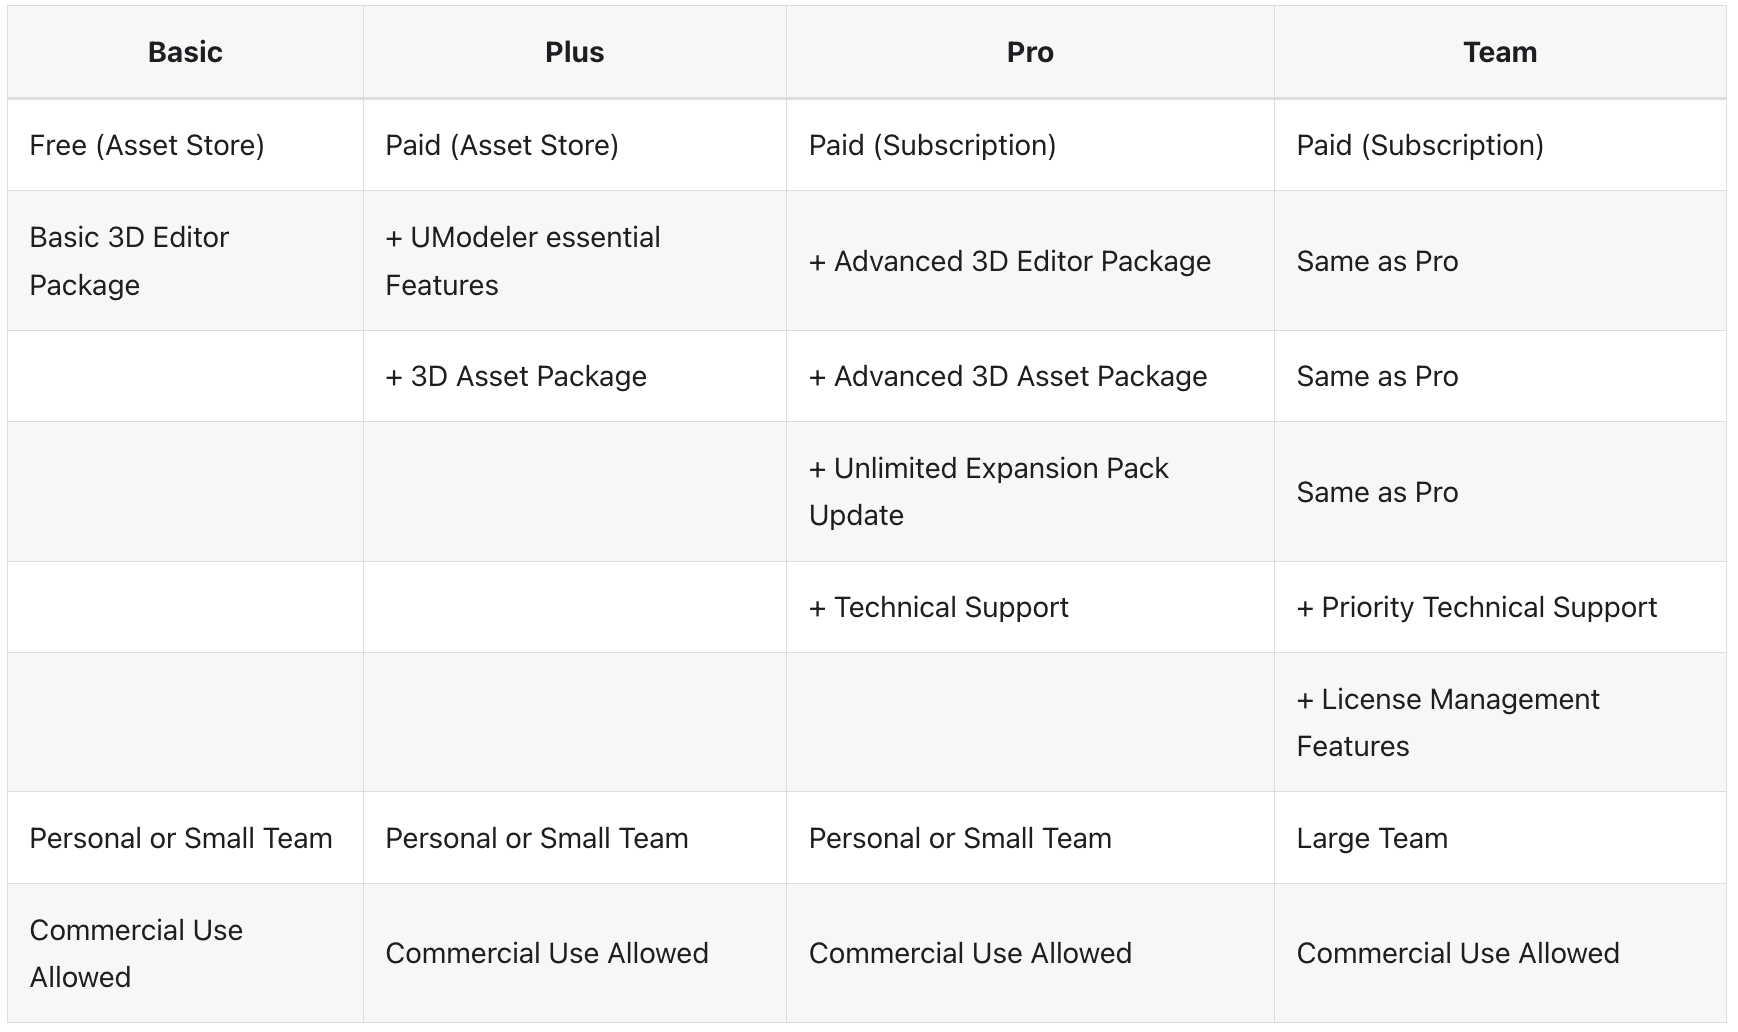 Basic
Plus
Pro
Team
Free (Asset Store)
Paid (Asset Store)
Paid (Subscription)
Paid (Subscription)
Basic 3D Editor
Package
+ UModeler essential
Features
+ Advanced 3D Editor Package
Same as Pro
+ 3D Asset Package
+ Advanced 3D Asset Package
Same as Pro
+ Unlimited Expansion Pack
Update
Same as Pro
+ Technical Support
+ Priority Technical Support
+ License Management
Features
Personal or Small Team
Personal or Small Team
Personal or Small Team
Large Team
Commercial Use
Allowed
Commercial Use Allowed
Commercial Use Allowed
Commercial Use Allowed